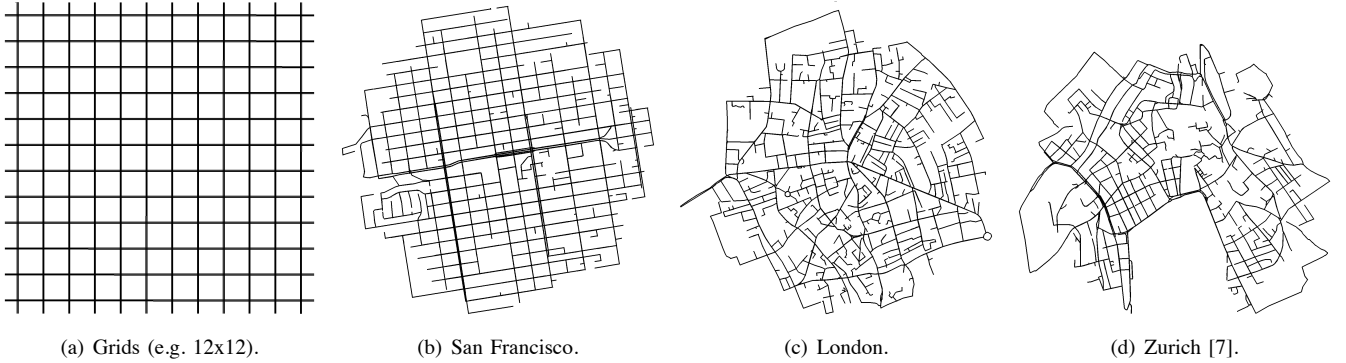 (a) Grids (e.g. 12x12).
(b) San Francisco.
(c) London.
(d) Zurich [7].